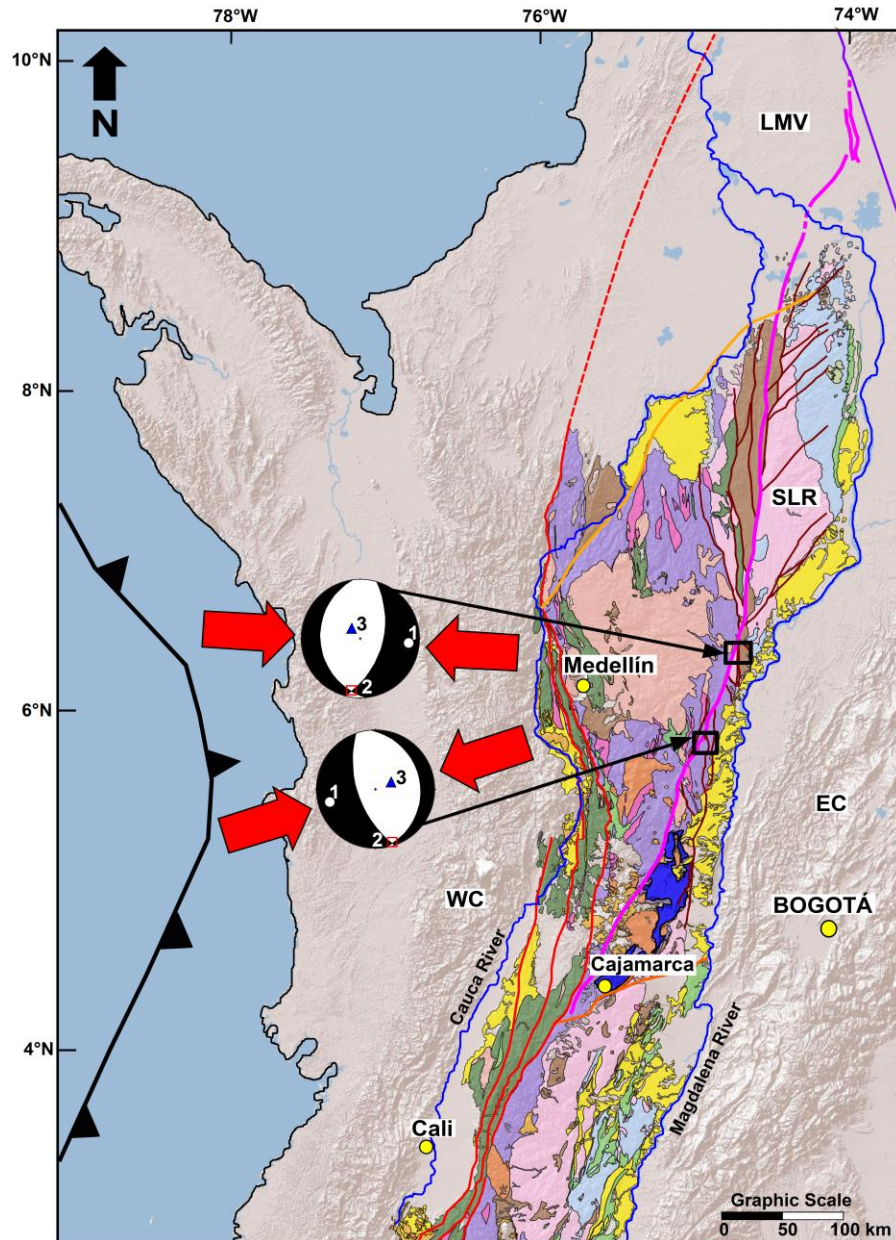 78°W
76°W
74°W
10°N
N
LMV
8°N
SLR
1
3
2
Medellín
6°N
3
1
2
EC
WC
BOGOTÁ
Cauca River
Cajamarca
4°N
Magdalena River
Cali
Graphic Scale
0 50 100 km